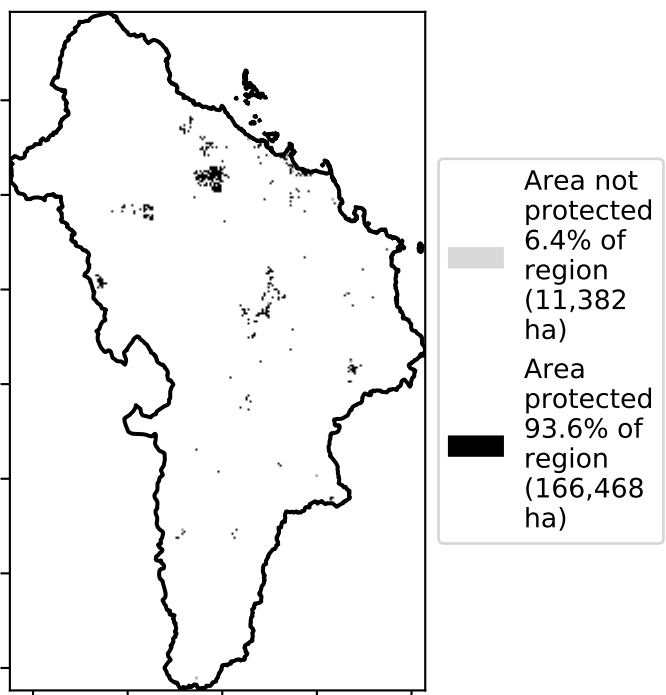 Area not
protected
6.4% of
region
(11,382
ha)
Area
protected
93.6% of
region
(166,468
ha)